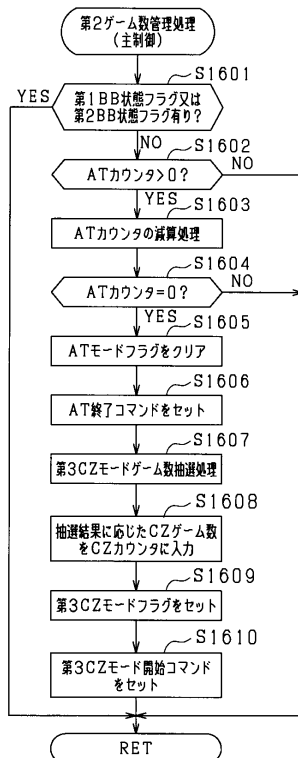 第2ゲーム数管理処理
(主制御)
S1601
YES
第1BB状態フラグ又は
第2BB状態フラグ有り?
NO
S1602
NO
ATカウンタ>0?
YES
S1603
ATカウンタの減算処理
S1604
NO
ATカウンタ=0?
YES
S1605
ATモードフラグをクリア
S1606
AT終了コマンドをセット
S1607
第3CZモードゲーム数抽選処理
S1608
抽選結果に応じたCZゲーム数
をCZカウンタに入力
S1609
第3CZモードフラグをセット
S1610
第3CZモード開始コマンド
をセット
RET